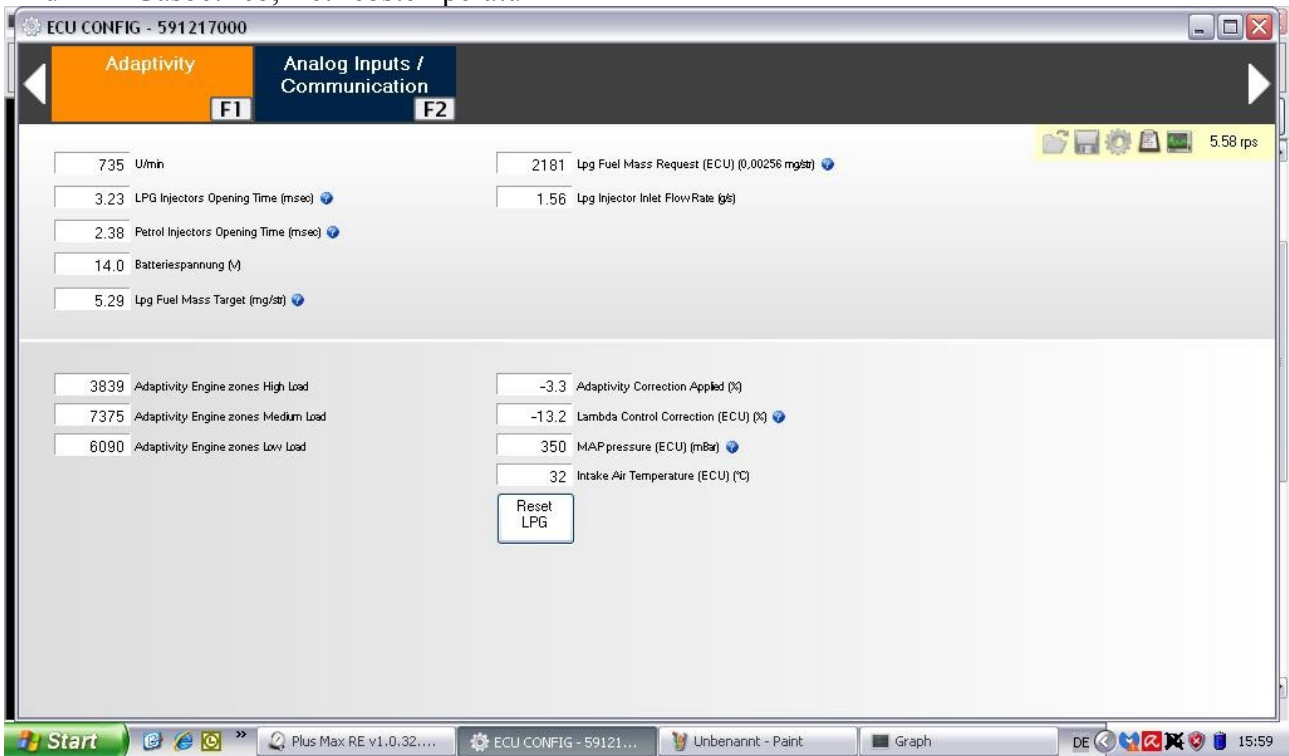 ECU CONFIG - 591217000
Adaptivity
F1
Analog Inputs /
Communication
F2
5.58 rps
735 U/min
3.23 LPG Injectors Opening Time (msec)
2.38 Petrol Injectors Opening Time (msec)
14.0 Batteriespannung (V)
5.29 Lpg Fuel Mass Target (mg/str)
2181 Lpg Fuel Mass Request (ECU) (0,00256 mg/str)
1.56 Lpg Injector Inlet Flow Rate (g/s)
3839 Adaptivity Engine zones High Load
7375 Adaptivity Engine zones Medium Load
6090 Adaptivity Engine zones Low Load
-3.3 Adaptivity Correction Applied (%)
-13.2 Lambda Control Correction (ECU) (%)
350 MAP pressure (ECU) (mBar)
32 Intake Air Temperature (ECU) (°C)
Reset
LPG
Start
Plus Max RE v1.0.32....
ECU CONFIG - 59121...
Unbenannt - Paint
Graph
DE
15:59